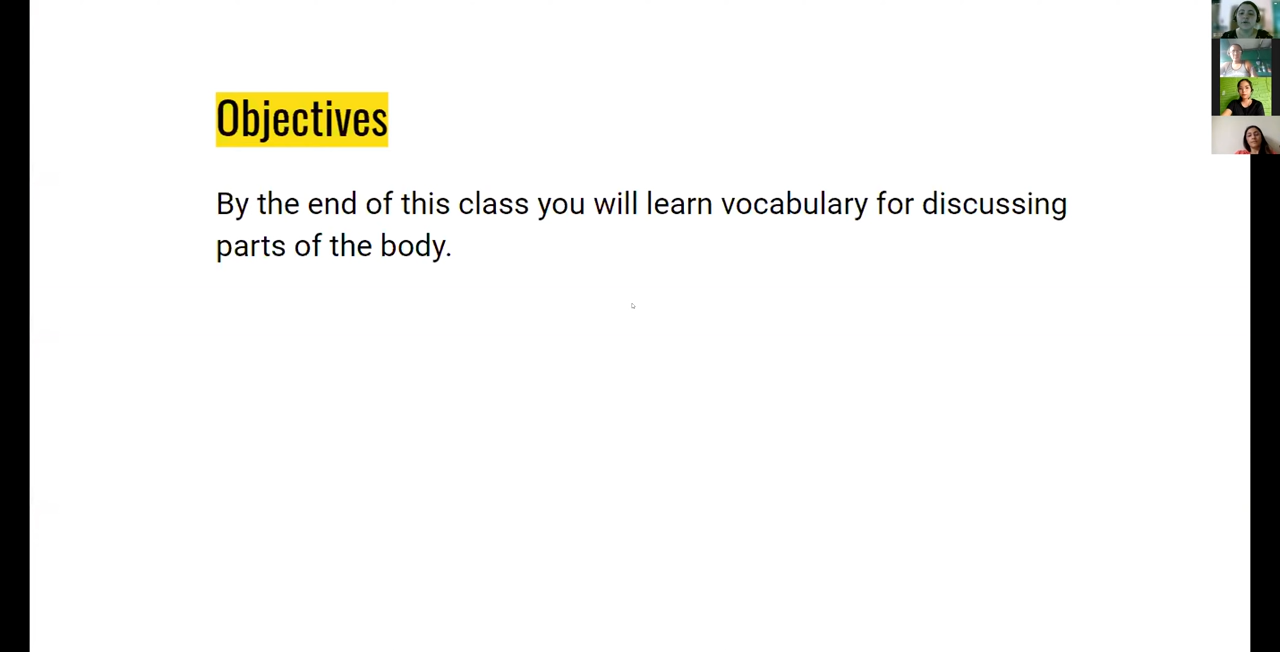 Objectives
By the end of this class you will learn vocabulary for discussing
parts of the body.